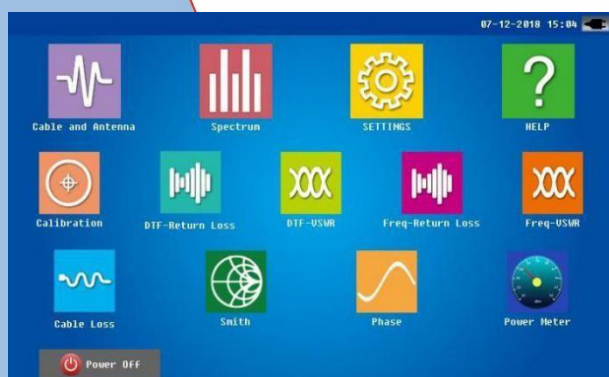 07-12-2018 15:04
Cable and Antenna
Spectrum
SETTINGS
HELP
Calibration
DTF-Return Loss
DTF-VSWR
Freq-Return Loss
Freq-VSWR
Cable Loss
Smith
Phase
Power Meter
Power Off